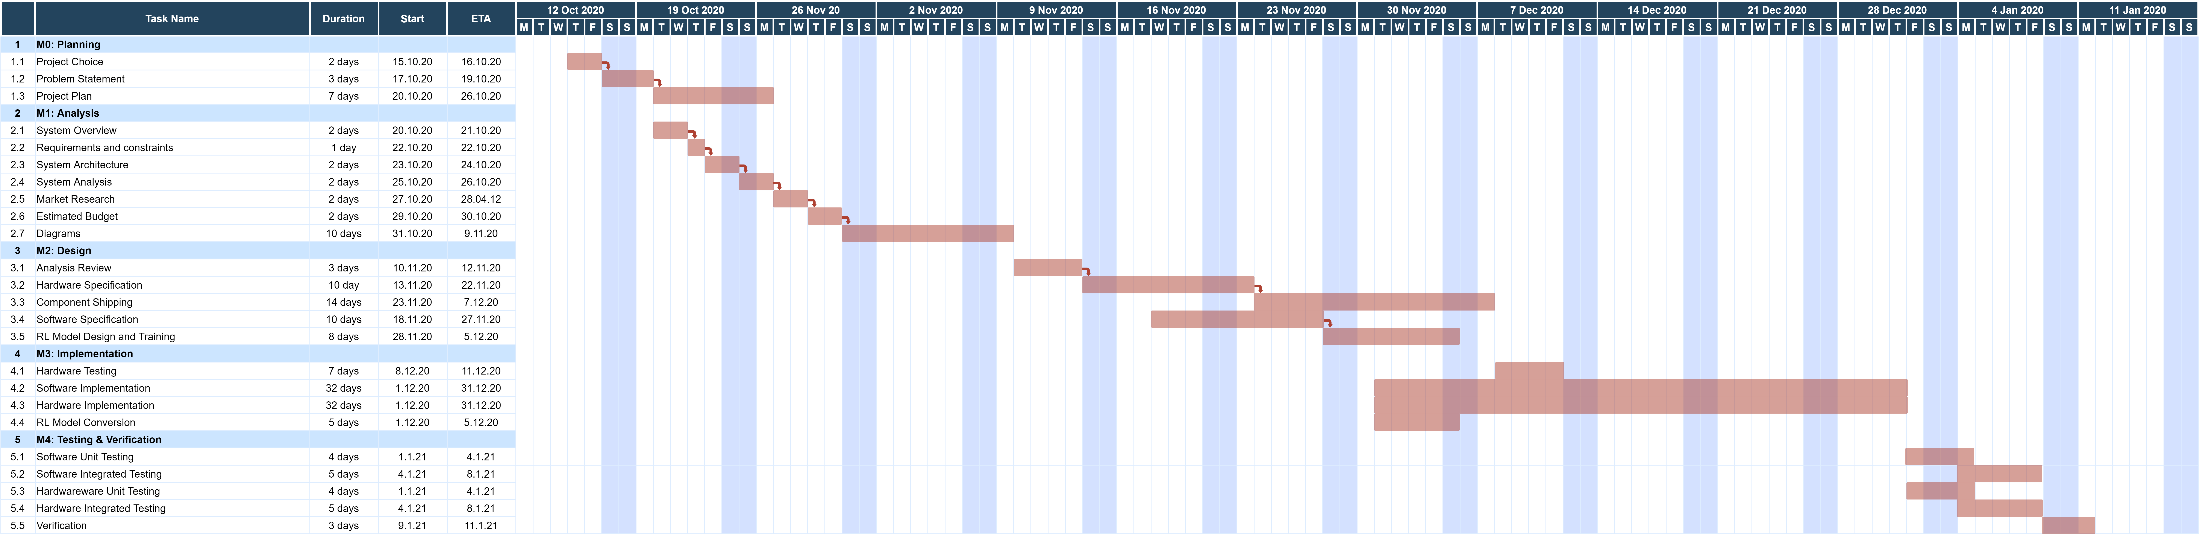 Task Name Duration Start ETA 12 Oct 2020 19 Oct 2020 26 Nov 20 2 Nov 2020 9 Nov 2020 16 Nov 2020 23 Nov 2020 30 Nov 2020 7 Dec 2020 14 Dec 2020 21 Dec 2020 28 Dec 2020 4 Jan 2020 11 Jan 2020
M T W T F S S M T W T F S S M T W T F S S M T W T F S S M T W T F S S M T W T F S S M T W T F S S M T W T F S S M T W T F S S M T W T F S S M T W T F S S M T W T F S S M T W T F S S M T W T F S S
1 M0: Planning
1.1 Project Choice 2 days 15.10.20 16.10.20
1.2 Problem Statement 3 days 17.10.20 19.10.20
1.3 Project Plan 7 days 20.10.20 26.10.20
2 M1: Analysis
2.1 System Overview 2 days 20.10.20 21.10.20
2.2 Requirements and constraints 1 day 22.10.20 22.10.20
2.3 System Architecture 2 days 23.10.20 24.10.20
2.4 System Analysis 2 days 25.10.20 26.10.20
2.5 Market Research 2 days 27.10.20 28.04.12
2.6 Estimated Budget 2 days 29.10.20 30.10.20
2.7 Diagrams 10 days 31.10.20 9.11.20
3 M2: Design
3.1 Analysis Review 3 days 10.11.20 12.11.20
3.2 Hardware Specification 10 day 13.11.20 22.11.20
3.3 Component Shipping 14 days 23.11.20 7.12.20
3.4 Software Specification 10 days 18.11.20 27.11.20
3.5 RL Model Design and Training 8 days 28.11.20 5.12.20
4 M3: Implementation
4.1 Hardware Testing 7 days 8.12.20 11.12.20
4.2 Software Implementation 32 days 1.12.20 31.12.20
4.3 Hardware Implementation 32 days 1.12.20 31.12.20
4.4 RL Model Conversion 5 days 1.12.20 5.12.20
5 M4: Testing & Verification
5.1 Software Unit Testing 4 days 1.1.21 4.1.21
5.2 Software Integrated Testing 5 days 4.1.21 8.1.21
5.3 Hardwareware Unit Testing 4 days 1.1.21 4.1.21
5.4 Hardware Integrated Testing 5 days 4.1.21 8.1.21
5.5 Verification 3 days 9.1.21 11.1.21